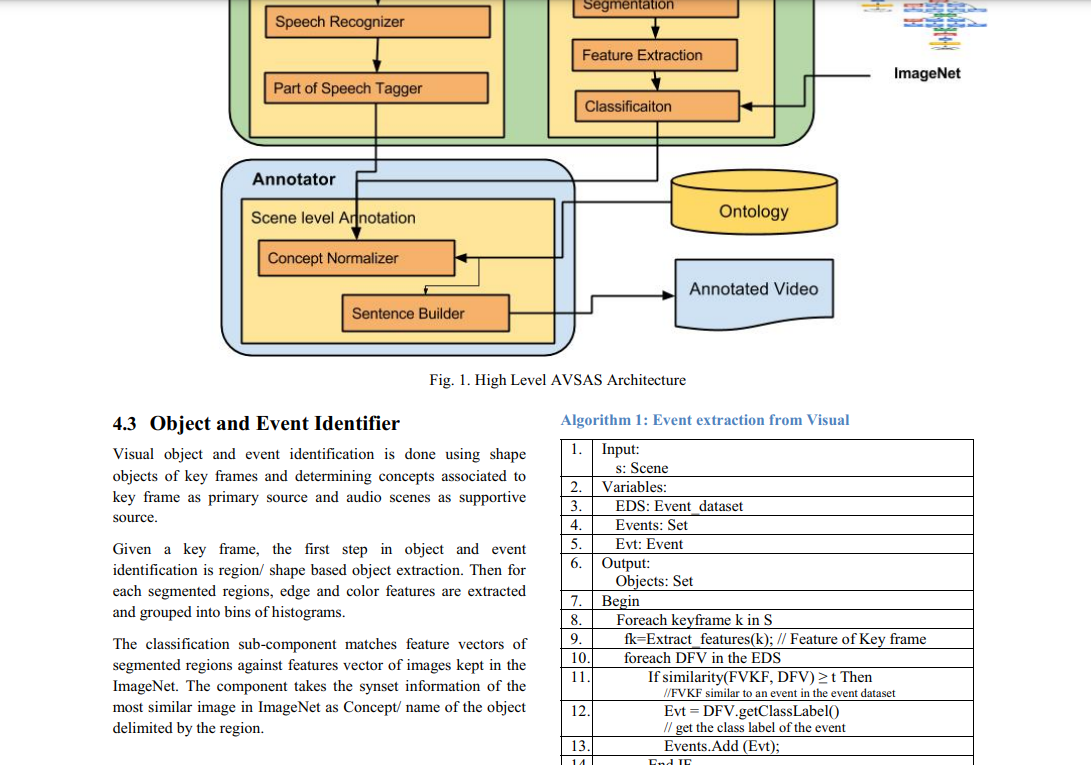 Segmentation
Speech Recognizer
Feature Extraction
ImageNet
Part of Speech Tagger
Classificaiton
Annotator
Scene level Annotation
Ontology
Concept Normalizer
Annotated Video
Sentence Builder
Fig. 1. High Level AVSAS Architecture
4.3 Object and Event Identifier
Visual object and event identification is done using shape
objects of key frames and determining concepts associated to
key frame as primary source and audio scenes as supportive
source.
Given a key frame, the first step in object and event
identification is region/ shape based object extraction. Then for
each segmented regions, edge and color features are extracted
and grouped into bins of histograms.
The classification sub-component matches feature vectors of
segmented regions against features vector of images kept in the
ImageNet. The component takes the synset information of the
most similar image in ImageNet as Concept/ name of the object
delimited by the region.
Algorithm 1: Event extraction from Visual
1. Input:
s: Scene
2. Variables:
3. EDS: Event_dataset
4. Events: Set
5. Evt: Event
6. Output:
Objects: Set
7. Begin
8. Foreach keyframe k in S
9. fk=Extract_features(k); // Feature of Key frame
10. foreach DFV in the EDS
11. If similarity(FVKF, DFV) ≥ t Then
//FVKF similar to an event in the event dataset
12. Evt = DFV.getClassLabel()
// get the class label of the event
13. Events.Add (Evt);
14. End IF